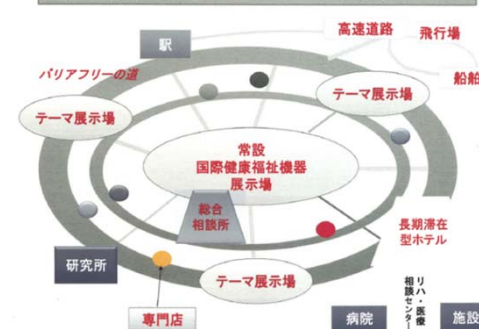 高速道路
飛行場
駅
船舶
バリアフリーの道
テーマ展示場
テーマ展示場
常設
国際健康福祉機器
展示場
総合
相談所
長期滞在
型ホテル
研究所
テーマ展示場
リハ・医療
相談センター
専門店
病院
施設